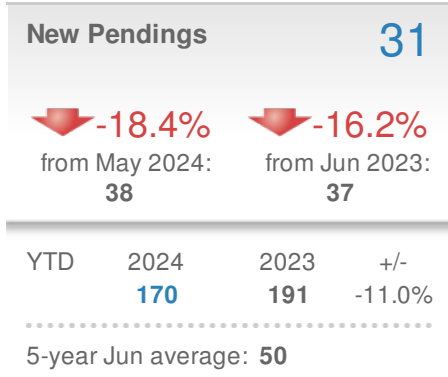 New Pendings 31
-18.4% -16.2%
from May 2024: from Jun 2023:
38 37
YTD 2024 2023 +/-
170 191 -11.0%
5-year Jun average: 50